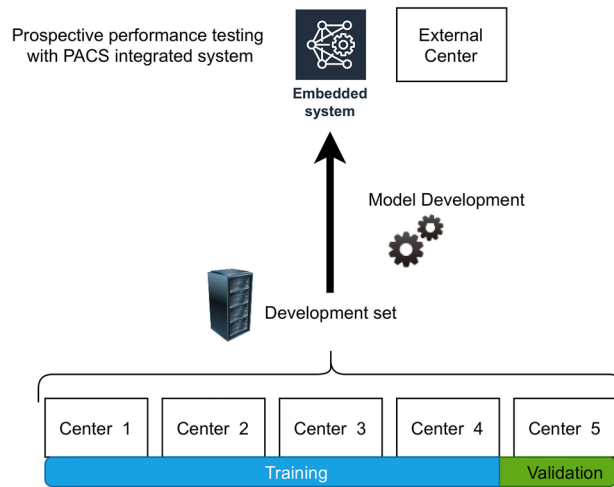 Prospective performance testing
with PACS integrated system
Embedded
system
External
Center
Model Development
Development set
Center 1
Center 2
Center 3
Center 4
Center 5
Training
Validation